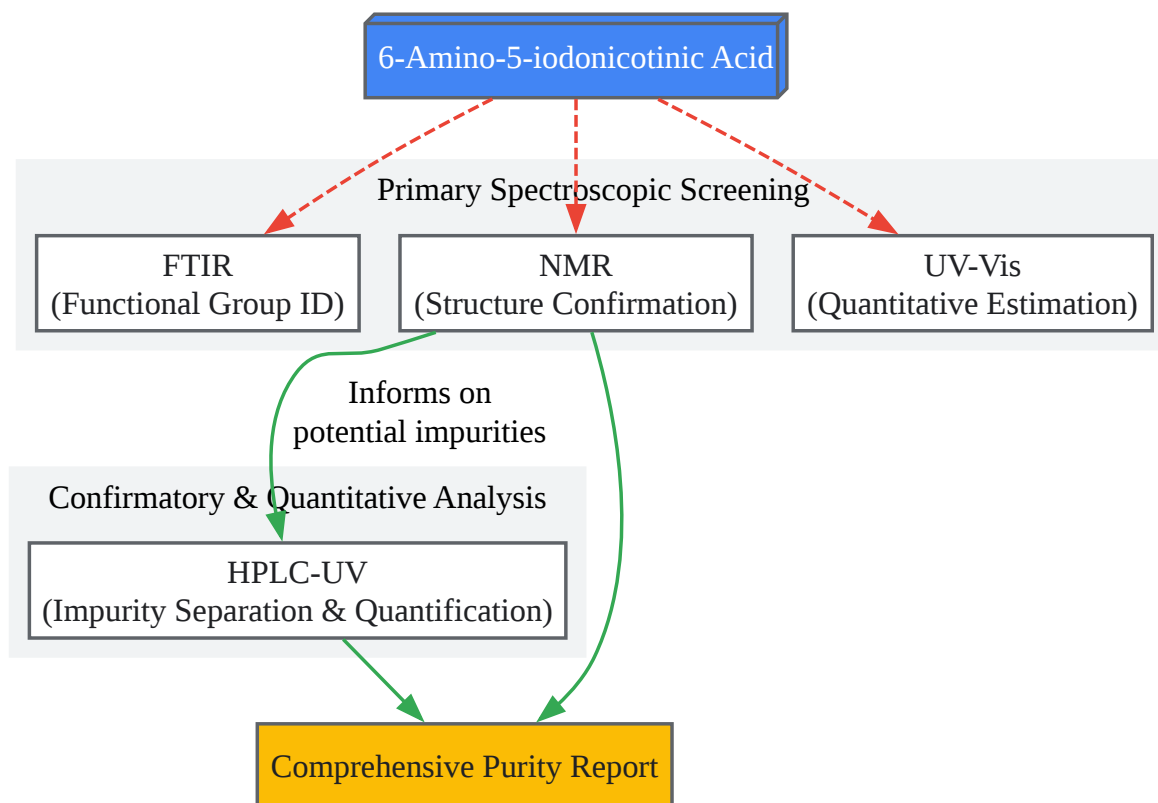 6-Amino-5-iodonicotinic Acid
Primary Spectroscopic Screening
FTIR
(Functional Group ID)
NMR
(Structure Confirmation)
UV-Vis
(Quantitative Estimation)
Informs on
potential impurities
Confirmatory & Quantitative Analysis
HPLC-UV
(Impurity Separation & Quantification)
Comprehensive Purity Report